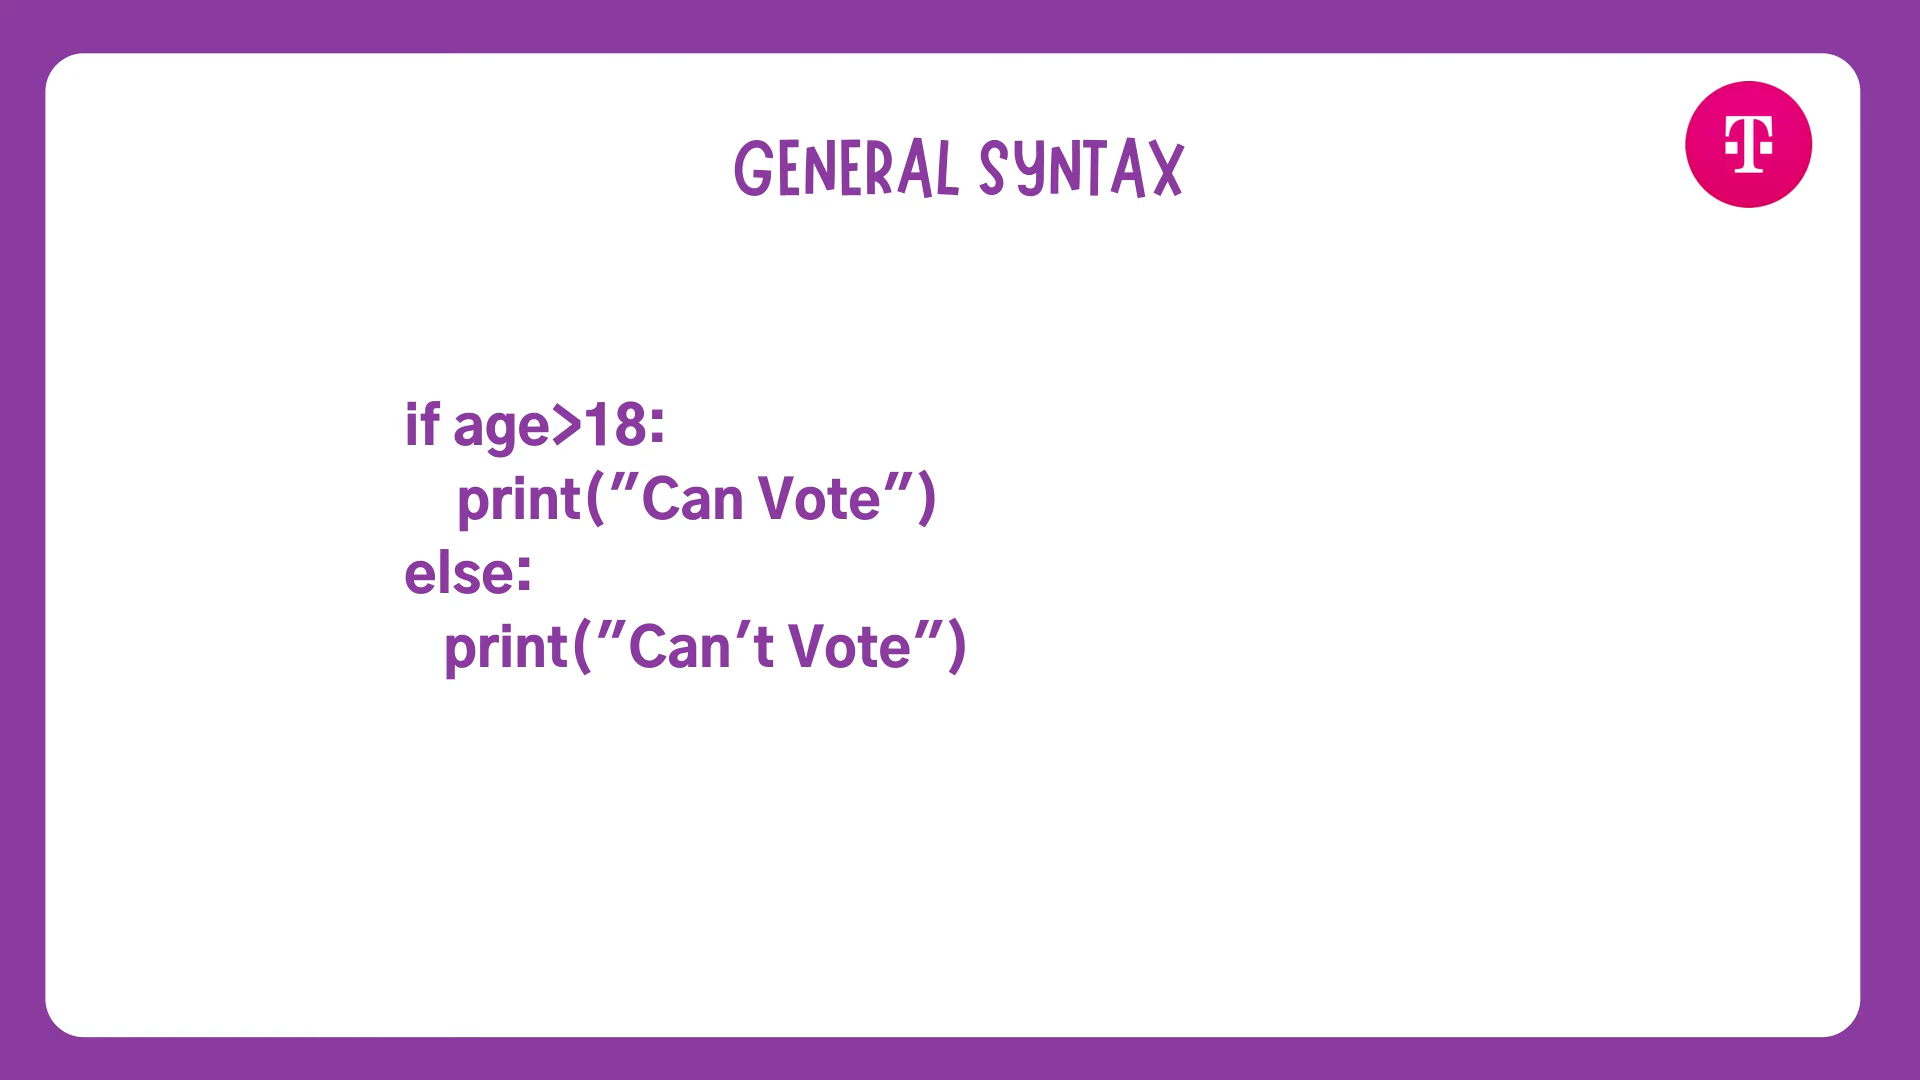 GENERAL SYNTAX
T
if age>18:
    print("Can Vote")
else:
   print("Can't Vote")